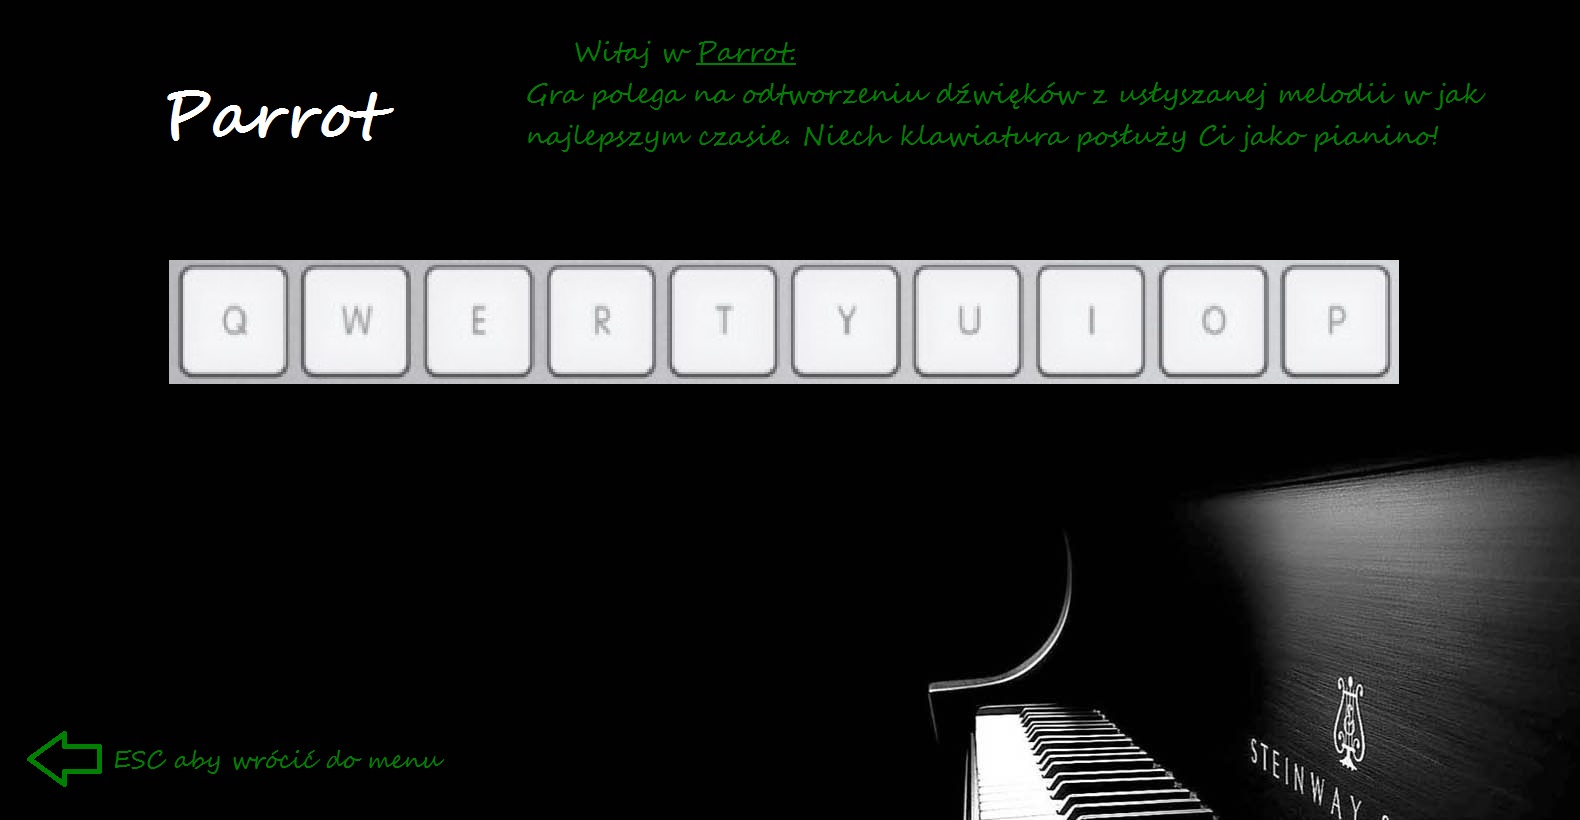 Parrot
Witaj w Parrot.
Gra polega na odtworzeniu dźwięków z usłyszanej melodii w jak
najlepszym czasie. Niech klawiatura posłuży Ci jako pianino!
Q W E R T Y U I O P
ESC aby wrócić do menu
STEINWAY